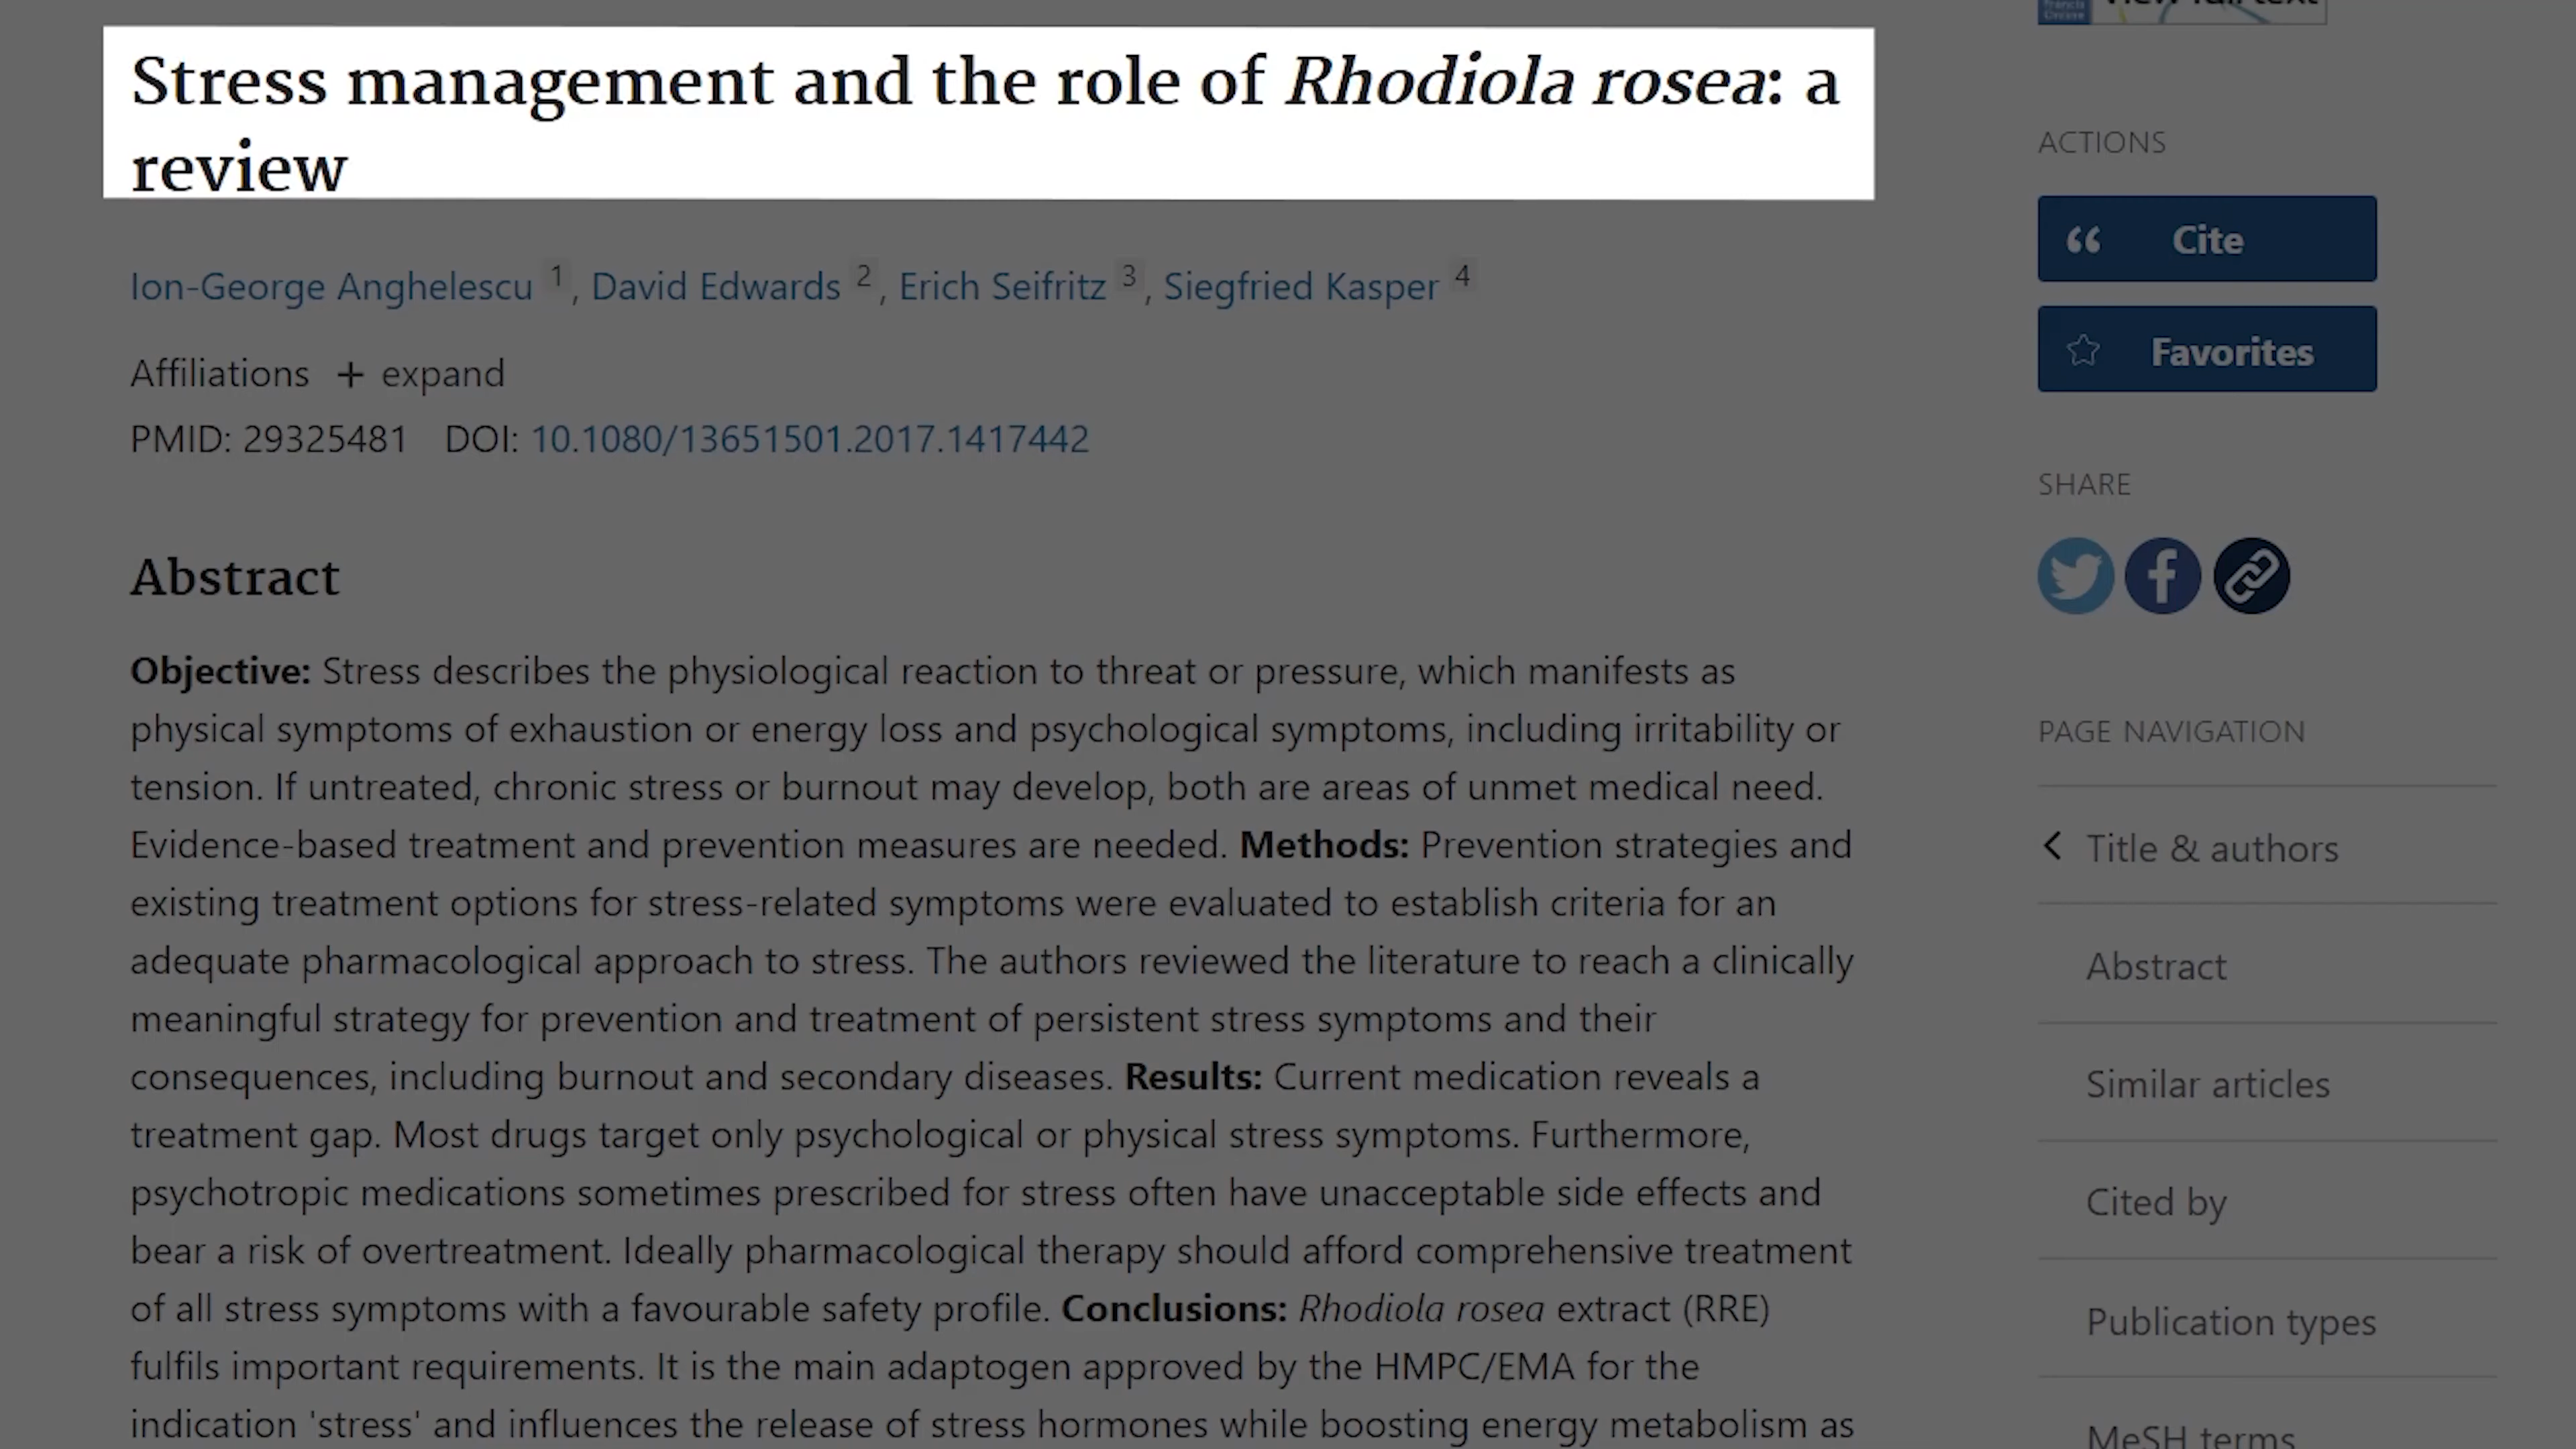 View full text
Stress management and the role of Rhodiola rosea: a
review
Ion-George Anghelescu 1, David Edwards 2, Erich Seifritz 3, Siegfried Kasper 4
Affiliations + expand
PMID: 29325481 DOI: 10.1080/13651501.2017.1417442
Abstract
Objective: Stress describes the physiological reaction to threat or pressure, which manifests as
physical symptoms of exhaustion or energy loss and psychological symptoms, including irritability or
tension. If untreated, chronic stress or burnout may develop, both are areas of unmet medical need.
Evidence-based treatment and prevention measures are needed. Methods: Prevention strategies and
existing treatment options for stress-related symptoms were evaluated to establish criteria for an
adequate pharmacological approach to stress. The authors reviewed the literature to reach a clinically
meaningful strategy for prevention and treatment of persistent stress symptoms and their
consequences, including burnout and secondary diseases. Results: Current medication reveals a
treatment gap. Most drugs target only psychological or physical stress symptoms. Furthermore,
psychotropic medications sometimes prescribed for stress often have unacceptable side effects and
bear a risk of overtreatment. Ideally pharmacological therapy should afford comprehensive treatment
of all stress symptoms with a favourable safety profile. Conclusions: Rhodiola rosea extract (RRE)
fulfils important requirements. It is the main adaptogen approved by the HMPC/EMA for the
indication 'stress' and influences the release of stress hormones while boosting energy metabolism as
ACTIONS
Cite
Favorites
SHARE
PAGE NAVIGATION
Title & authors
Abstract
Similar articles
Cited by
Publication types
MeSH terms